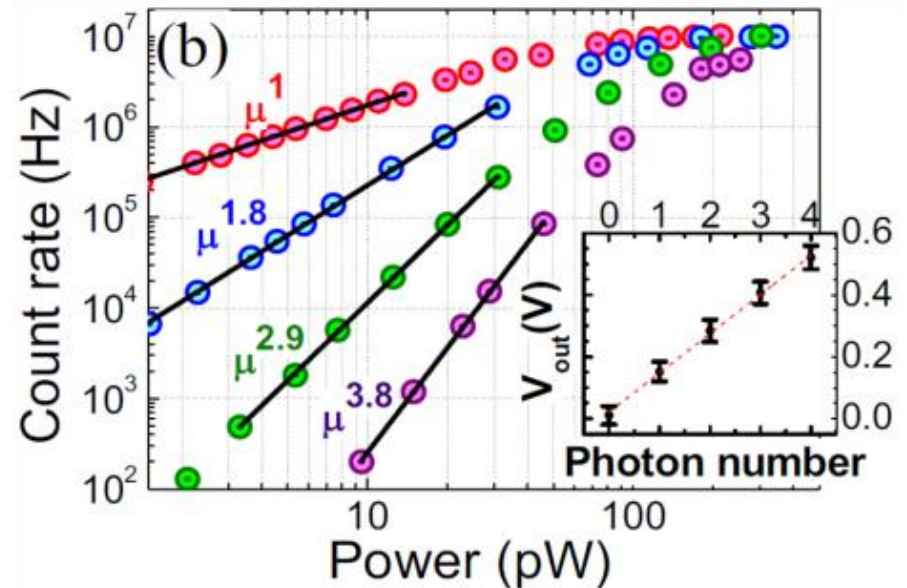 (b)
Count rate (Hz)
10^7
10^6
10^5
10^4
10^3
10^2
μ^1
μ^1.8
μ^2.9
μ^3.8
10
100
Power (pW)
0 1 2 3 4
V_out (V)
0.6
0.4
0.2
0.0
Photon number